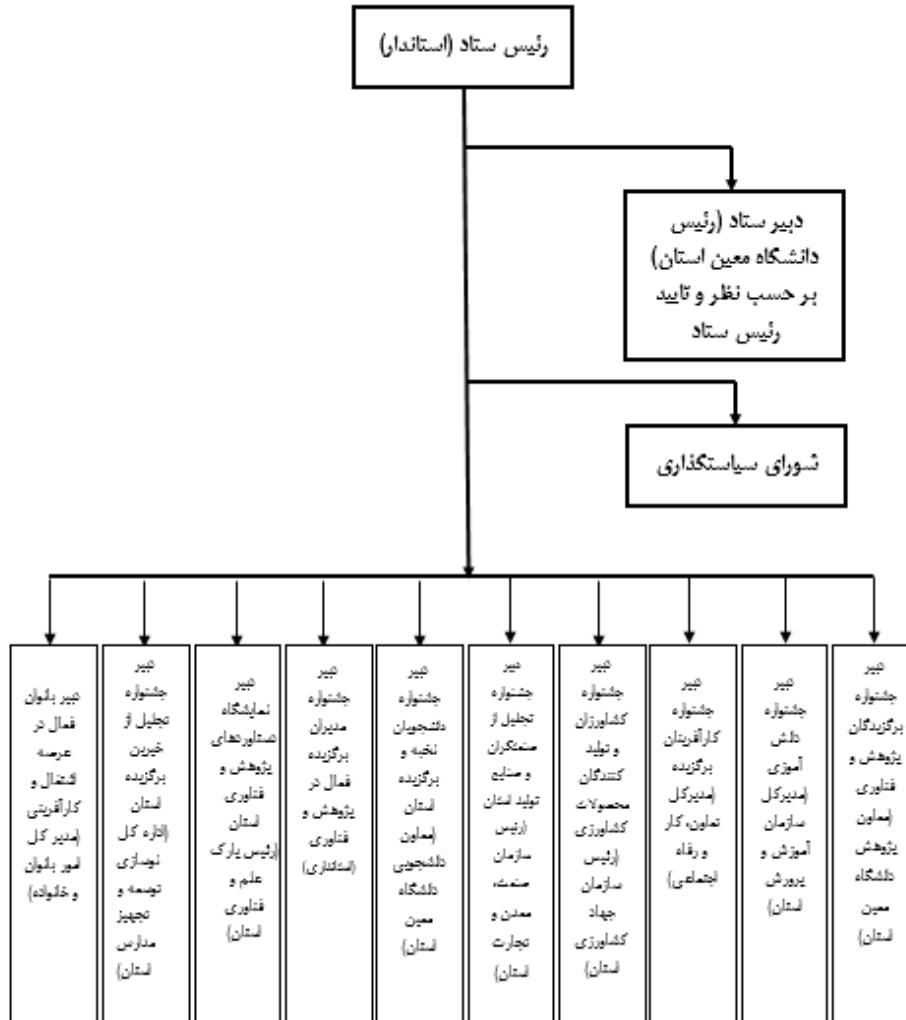 رئیس ستاد (استاندار)
دبیر ستاد (رئیس
دانشگاه معین استان)
بر حسب نظر و تایید
رئیس ستاد
شورای سیاستگذاری
دبیر
جشنواره
برگزیدگان
پژوهش و
فناوری
(معاون
پژوهش
دانشگاه
معین
استان)
دبیر
جشنواره
دانش
آموزی
(مدیرکل
سازمان
آموزش و
پرورش
استان)
دبیر
جشنواره
کارآفرینان
برگزیده
(مدیرکل
تعاون، کار
و رفاه
اجتماعی)
دبیر
جشنواره
کشاورزان
و تولید
کنندگان
محصولات
کشاورزی
(رئیس
سازمان
جهاد
کشاورزی
استان)
دبیر
جشنواره
تجلیل از
صنعتگران
و صنایع
تولید استان
(رئیس
سازمان
صنعت،
معدن و
تجارت
استان)
دبیر
جشنواره
دانشجویان
نخبه و
برگزیده
استان
(معاون
دانشجویی
دانشگاه
معین
استان)
دبیر
جشنواره
مدیران
برگزیده
فعال در
پژوهش و
فناوری
(استانداری)
دبیر
نمایشگاه
دستاوردهای
پژوهش و
فناوری
استان
(رئیس پارک
علم و
فناوری
استان)
دبیر
جشنواره
تجلیل از
خیرین
برگزیده
استان
(اداره کل
نوسازی
توسعه و
تجهیز
مدارس
استان)
دبیر بانوان
فعال در
عرصه
اشتغال و
کارآفرینی
(مدیر کل
امور بانوان
و خانواده)